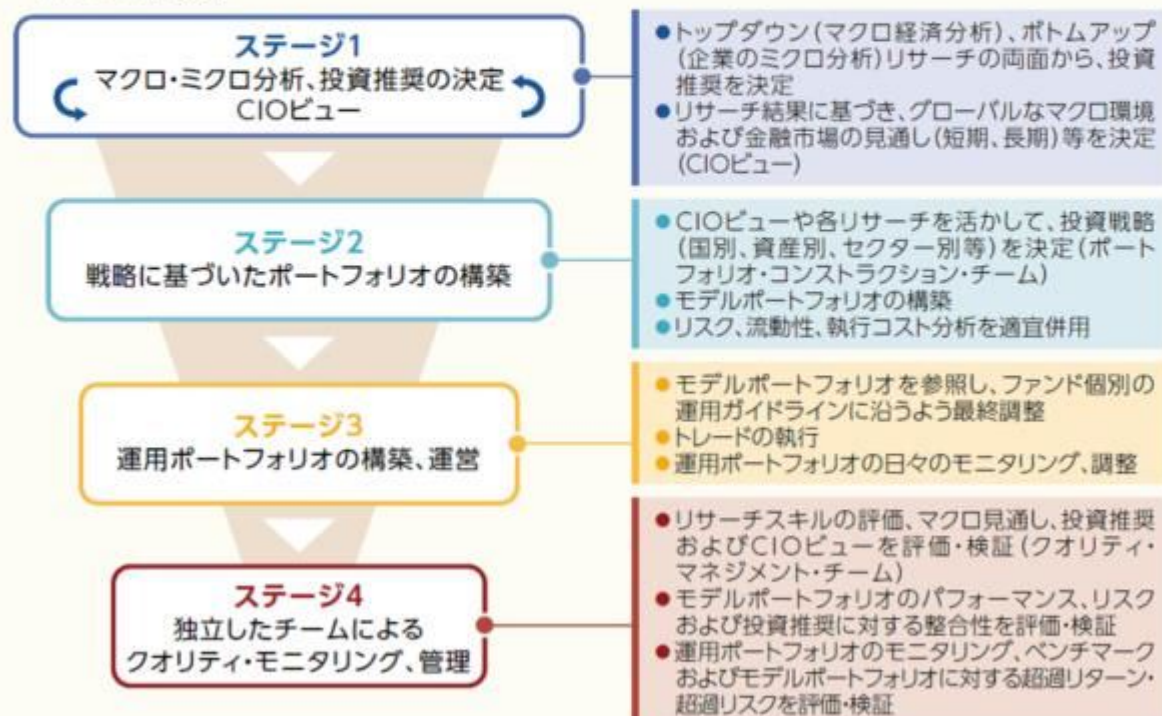 ステージ1
マクロ・ミクロ分析、投資推奨の決定
CIOビュー
●トップダウン(マクロ経済分析)、ボトムアップ
(企業のミクロ分析)リサーチの両面から、投資
推奨を決定
●リサーチ結果に基づき、グローバルなマクロ環境
および金融市場の見通し(短期、長期)等を決定
(CIOビュー)
ステージ2
戦略に基づいたポートフォリオの構築
●CIOビューや各リサーチを活かして、投資戦略
(国別、資産別、セクター別等)を決定(ポート
フォリオ・コンストラクション・チーム)
●モデルポートフォリオの構築
●リスク、流動性、執行コスト分析を適宜併用
ステージ3
運用ポートフォリオの構築、運営
●モデルポートフォリオを参照し、ファンド個別の
運用ガイドラインに沿うよう最終調整
●トレードの執行
●運用ポートフォリオの日々のモニタリング、調整
ステージ4
独立したチームによる
クオリティ・モニタリング、管理
●リサーチスキルの評価、マクロ見通し、投資推奨
およびCIOビューを評価・検証(クオリティ・
マネジメント・チーム)
●モデルポートフォリオのパフォーマンス、リスク
および投資推奨に対する整合性を評価・検証
●運用ポートフォリオのモニタリング、ベンチマーク
およびモデルポートフォリオに対する超過リターン・
超過リスクを評価・検証